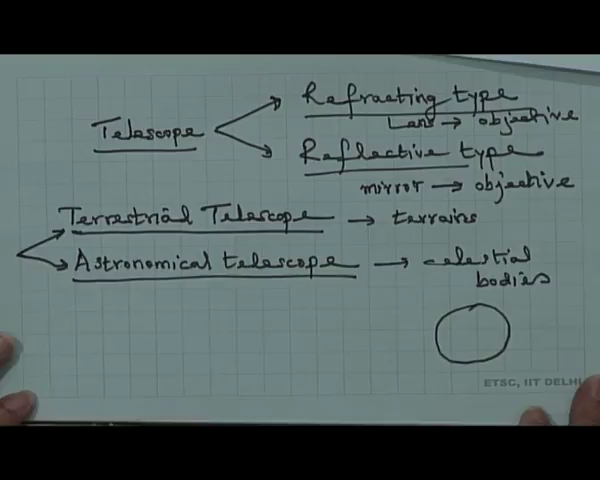 Refracting type
Lens → objective
Telescope
Reflective type
mirror → objective
Terrestrial Telescope → terrains
Astronomical telescope → celestial
bodies
ETSC, IIT DELHI